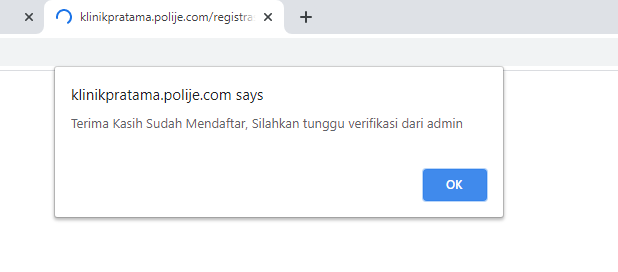 klinikpratama.polije.com/registra
klinikpratama.polije.com says
Terima Kasih Sudah Mendaftar, Silahkan tunggu verifikasi dari admin
OK